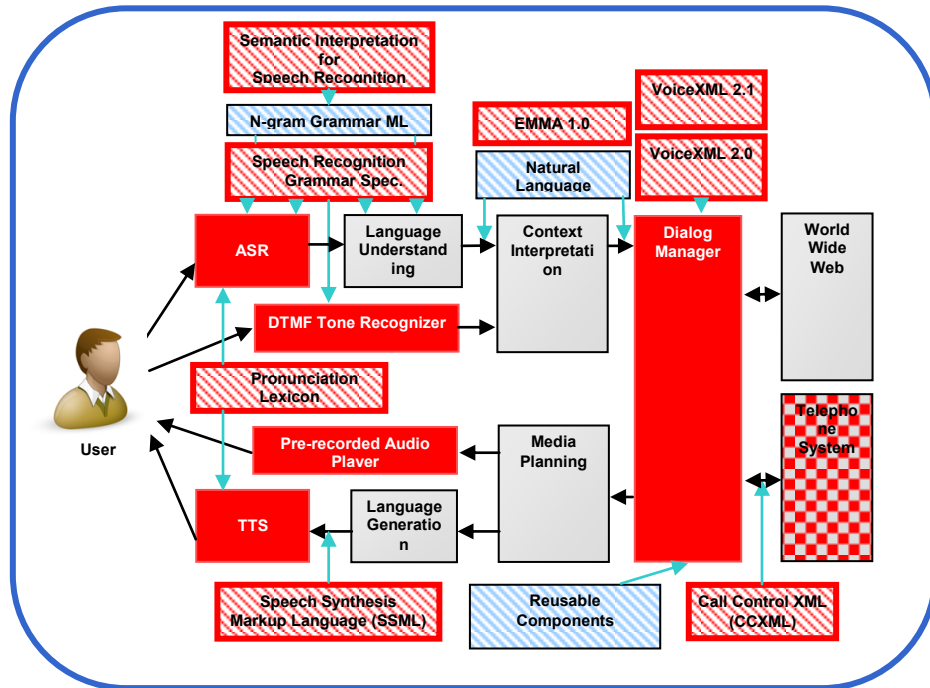 Semantic Interpretation
for
Speech Recognition
N-gram Grammar ML
Speech Recognition
Grammar Spec.
EMMA 1.0
Natural
Language
VoiceXML 2.1
VoiceXML 2.0
ASR
Language
Understand
ing
Context
Interpretati
on
Dialog
Manager
World
Wide
Web
DTMF Tone Recognizer
Pronunciation
Lexicon
User
Pre-recorded Audio
Player
Media
Planning
Telepho
ne
System
TTS
Language
Generatio
n
Speech Synthesis
Markup Language (SSML)
Reusable
Components
Call Control XML
(CCXML)